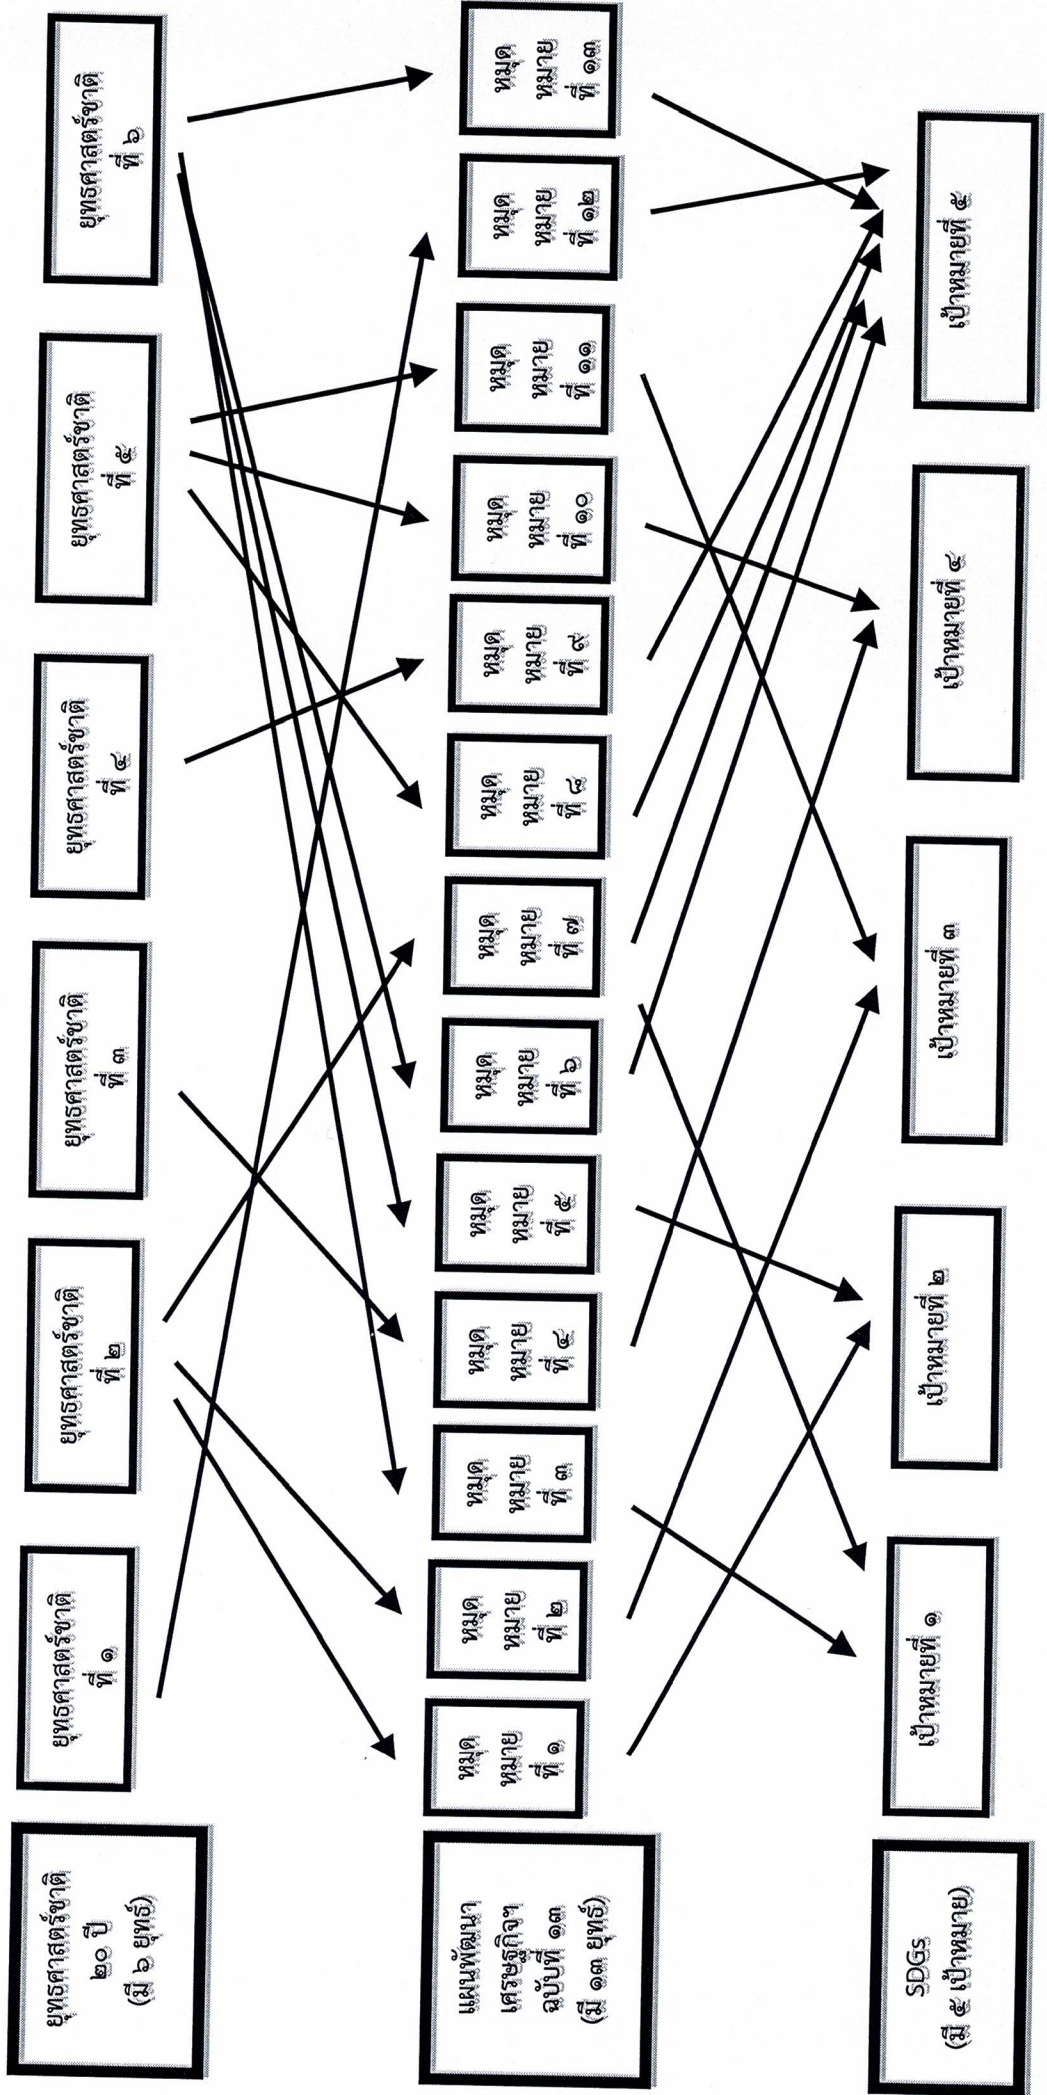 ยุทธศาสตร์ชาติ
๒๐ ปี
(มี ๖ ยุทธ์)
ยุทธศาสตร์ชาติ
ที่ ๑
ยุทธศาสตร์ชาติ
ที่ ๒
ยุทธศาสตร์ชาติ
ที่ ๓
ยุทธศาสตร์ชาติ
ที่ ๔
ยุทธศาสตร์ชาติ
ที่ ๕
ยุทธศาสตร์ชาติ
ที่ ๖
แผนพัฒนา
เศรษฐกิจฯ
ฉบับที่ ๑๓
(มี ๑๓ ยุทธ์)
หมุด
หมาย
ที่ ๑
หมุด
หมาย
ที่ ๒
หมุด
หมาย
ที่ ๓
หมุด
หมาย
ที่ ๔
หมุด
หมาย
ที่ ๕
หมุด
หมาย
ที่ ๖
หมุด
หมาย
ที่ ๗
หมุด
หมาย
ที่ ๘
หมุด
หมาย
ที่ ๙
หมุด
หมาย
ที่ ๑๐
หมุด
หมาย
ที่ ๑๑
หมุด
หมาย
ที่ ๑๒
หมุด
หมาย
ที่ ๑๓
SDGs
(มี ๕ เป้าหมาย)
เป้าหมายที่ ๑
เป้าหมายที่ ๒
เป้าหมายที่ ๓
เป้าหมายที่ ๔
เป้าหมายที่ ๕